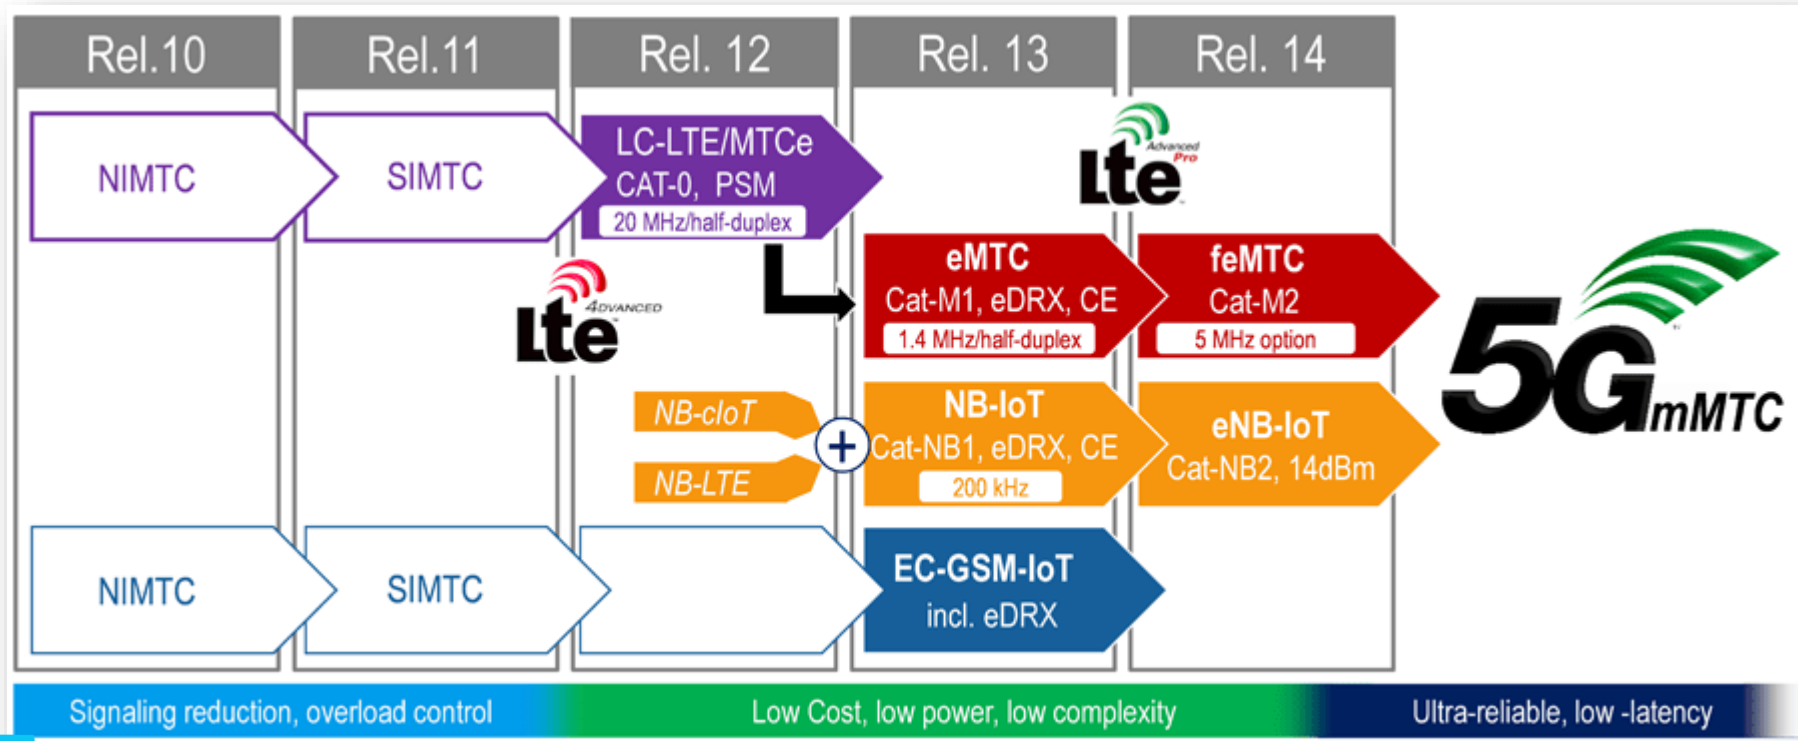 Rel.10
Rel.11
Rel. 12
Rel. 13
Rel. 14
NIMTC
SIMTC
LC-LTE/MTCe
CAT-0, PSM
20 MHz/half-duplex
Advanced
Pro
Lte
eMTC
Cat-M1, eDRX, CE
1.4 MHz/half-duplex
feMTC
Cat-M2
5 MHz option
4DVANCED
Lte
5G mMTC
NB-cIoT
NB-LTE
+
NB-IoT
Cat-NB1, eDRX, CE
200 kHz
eNB-IoT
Cat-NB2, 14dBm
NIMTC
SIMTC
EC-GSM-IoT
incl. eDRX
Signaling reduction, overload control
Low Cost, low power, low complexity
Ultra-reliable, low -latency